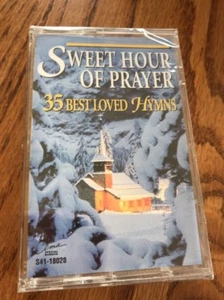 SWEET HOUR
OF PRAYER
35 BEST LOVED HYMNS
S41-18020